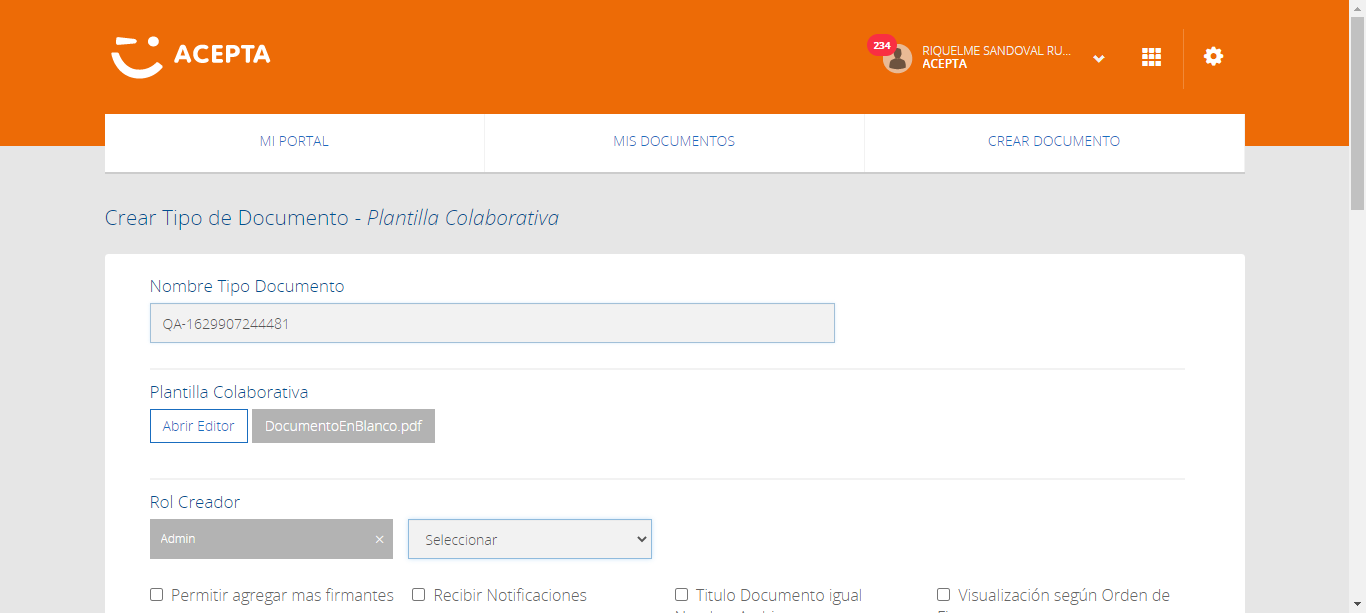 ACEPTA
234
RIQUELME SANDOVAL RU...
ACEPTA
MI PORTAL
MIS DOCUMENTOS
CREAR DOCUMENTO
Crear Tipo de Documento - Plantilla Colaborativa
Nombre Tipo Documento
QA-1629907244481
Plantilla Colaborativa
Abrir Editor
DocumentoEnBlanco.pdf
Rol Creador
Admin ×
Seleccionar
Permitir agregar mas firmantes
Recibir Notificaciones
Titulo Documento igual
Visualización según Orden de